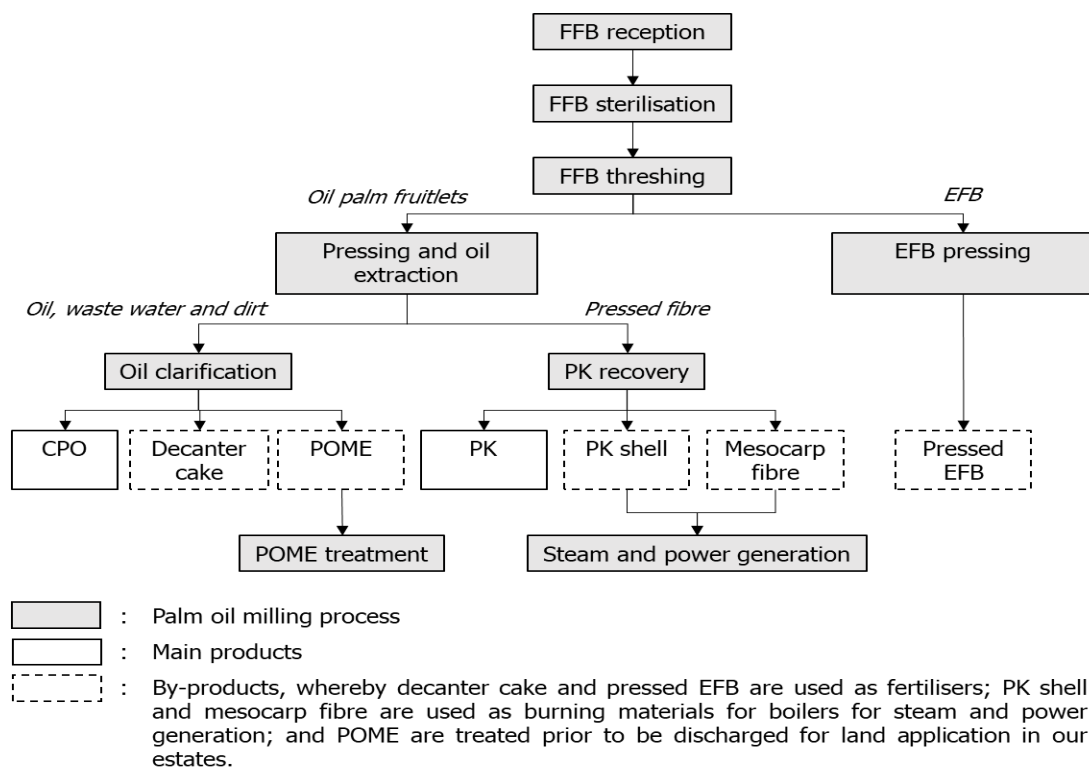 FFB reception
FFB sterilisation
FFB threshing
Oil palm fruitlets
EFB
Pressing and oil
extraction
EFB pressing
Oil, waste water and dirt
Pressed fibre
Oil clarification
PK recovery
CPO
Decanter
cake
POME
PK
PK shell
Mesocarp
fibre
Pressed
EFB
POME treatment
Steam and power generation
: Palm oil milling process
: Main products
: By-products, whereby decanter cake and pressed EFB are used as fertilisers; PK shell
and mesocarp fibre are used as burning materials for boilers for steam and power
generation; and POME are treated prior to be discharged for land application in our
estates.